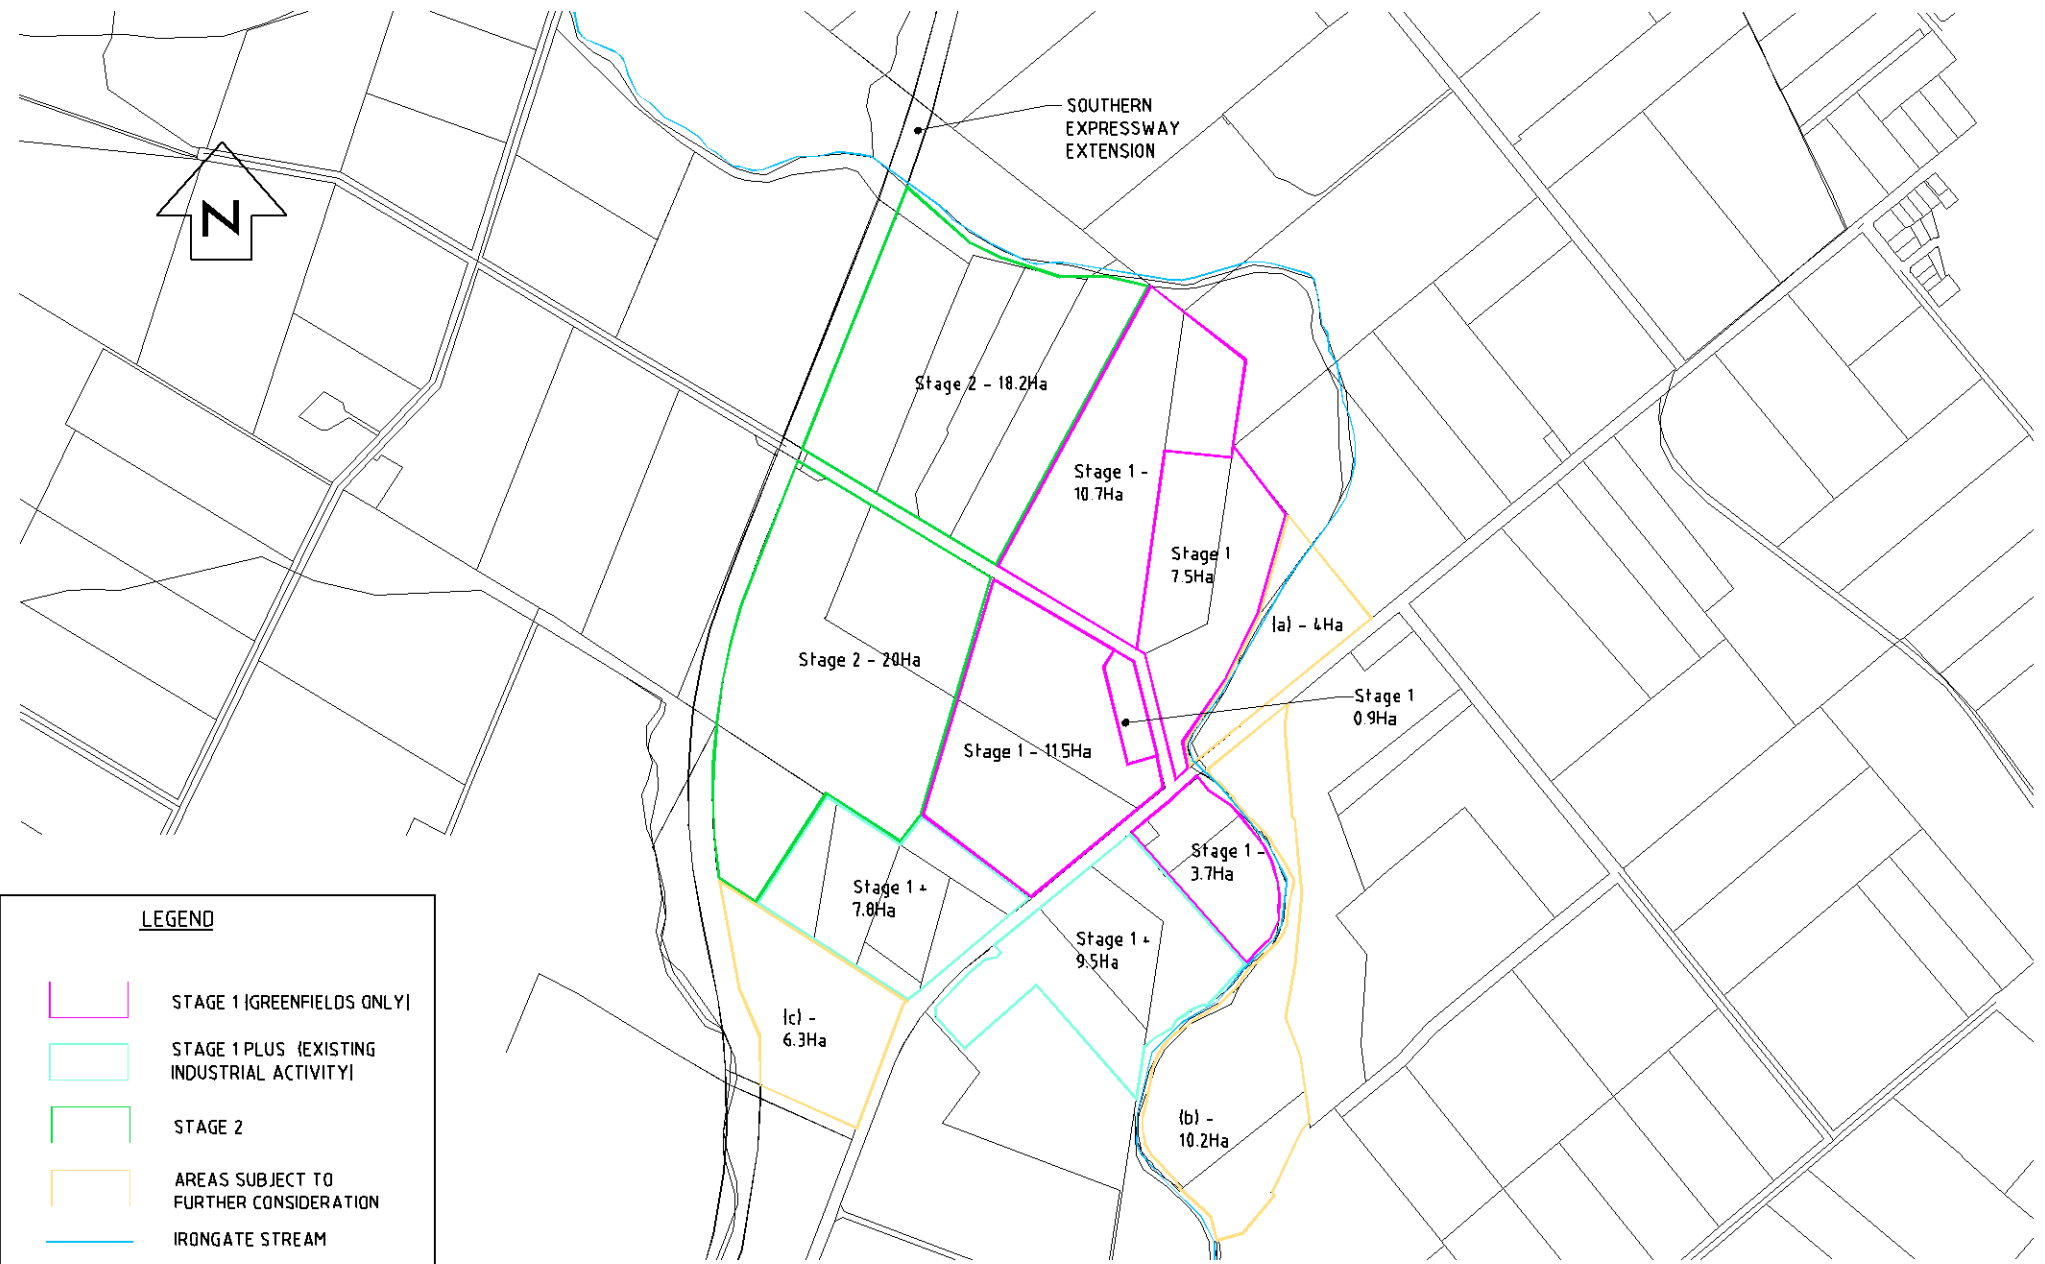 SOUTHERN
EXPRESSWAY
EXTENSION
N
Stage 2 - 18.2Ha
Stage 1 -
10.7Ha
Stage 1
7.5Ha
(a) - 4Ha
Stage 2 - 20Ha
Stage 1
0.9Ha
Stage 1 - 11.5Ha
Stage 1 -
3.7Ha
Stage 1 +
7.8Ha
Stage 1 +
9.5Ha
(c) -
6.3Ha
(b) -
10.2Ha
LEGEND
STAGE 1 (GREENFIELDS ONLY)
STAGE 1 PLUS (EXISTING
INDUSTRIAL ACTIVITY)
STAGE 2
AREAS SUBJECT TO
FURTHER CONSIDERATION
IRONGATE STREAM